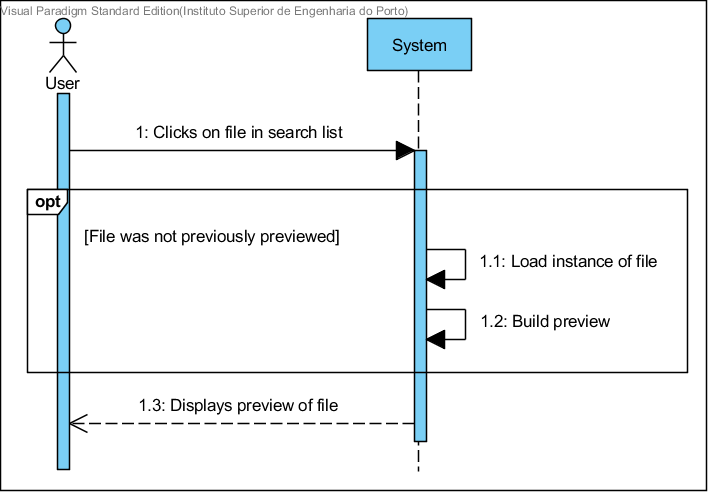 Visual Paradigm Standard Edition(Instituto Superior de Engenharia do Porto)
System
User
1: Clicks on file in search list
opt
[File was not previously previewed]
1.1: Load instance of file
1.2: Build preview
1.3: Displays preview of file